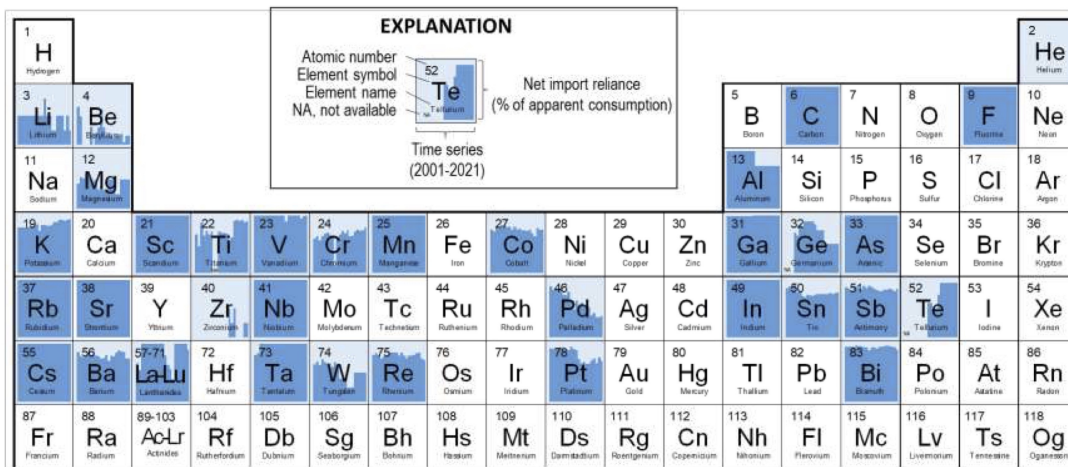 EXPLANATION
Atomic number
Element symbol
Element name
NA, not available
52
Te
Tellurium
NA
Net import reliance
(% of apparent consumption)
Time series
(2001-2021)
1 2
H He
Hydrogen Helium
3 4 5 6 7 8 9 10
Li Be B C N O F Ne
Lithium Beryllium Boron Carbon Nitrogen Oxygen Fluorine Neon
11 12 13 14 15 16 17 18
Na Mg Al Si P S Cl Ar
Sodium Magnesium Aluminum Silicon Phosphorus Sulfur Chlorine Argon
19 20 21 22 23 24 25 26 27 28 29 30 31 32 33 34 35 36
K Ca Sc Ti V Cr Mn Fe Co Ni Cu Zn Ga Ge As Se Br Kr
Potassium Calcium Scandium Titanium Vanadium Chromium Manganese Iron Cobalt Nickel Copper Zinc Gallium Germanium Arsenic Selenium Bromine Krypton
NA NA
37 38 39 40 41 42 43 44 45 46 47 48 49 50 51 52 53 54
Rb Sr Y Zr Nb Mo Tc Ru Rh Pd Ag Cd In Sn Sb Te I Xe
Rubidium Strontium Yttrium Zirconium Niobium Molybdenum Technetium Ruthenium Rhodium Palladium Silver Cadmium Indium Tin Antimony Tellurium Iodine Xenon
NA
55 56 57-71 72 73 74 75 76 77 78 79 80 81 82 83 84 85 86
Cs Ba La-Lu Hf Ta W Re Os Ir Pt Au Hg Tl Pb Bi Po At Rn
Cesium Barium Lanthanides Hafnium Tantalum Tungsten Rhenium Osmium Iridium Platinum Gold Mercury Thallium Lead Bismuth Polonium Astatine Radon
87 88 89-103 104 105 106 107 108 109 110 111 112 113 114 115 116 117 118
Fr Ra Ac-Lr Rf Db Sg Bh Hs Mt Ds Rg Cn Nh Fl Mc Lv Ts Og
Francium Radium Actinides Rutherfordium Dubnium Seaborgium Bohrium Hassium Meitnerium Darmstadtium Roentgenium Copernicium Nihonium Flerovium Moscovium Livermorium Tennessine Oganesson